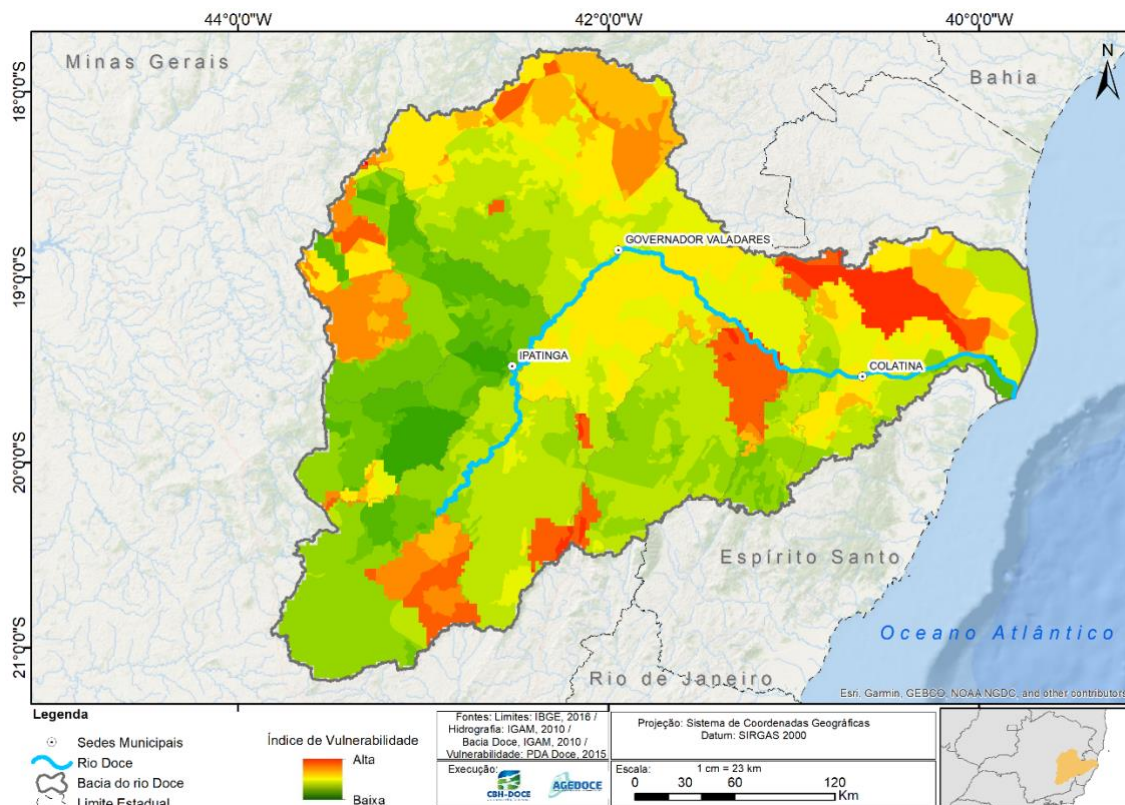 44°0'0"W
42°0'0"W
40°0'0"W
Minas Gerais
Bahia
N
18°0'0"S
19°0'0"S
20°0'0"S
21°0'0"S
GOVERNADOR VALADARES
IPATINGA
COLATINA
Espírito Santo
Oceano Atlântico
Rio de Janeiro
Esri, Garmin, GEBCO, NOAA NGDC, and other contributors
Legenda
Sedes Municipais
Rio Doce
Bacia do rio Doce
Limite Estadual
Índice de Vulnerabilidade
Alta
Baixa
Fontes: Limites: IBGE, 2016 /
Hidrografia: IGAM, 2010 /
Bacia Doce, IGAM, 2010 /
Vulnerabilidade: PDA Doce, 2015
Execução:
CBH-DOCE
AGEDOCE
Projeção: Sistema de Coordenadas Geográficas
Datum: SIRGAS 2000
Escala: 1 cm = 23 km
0 30 60 120
Km